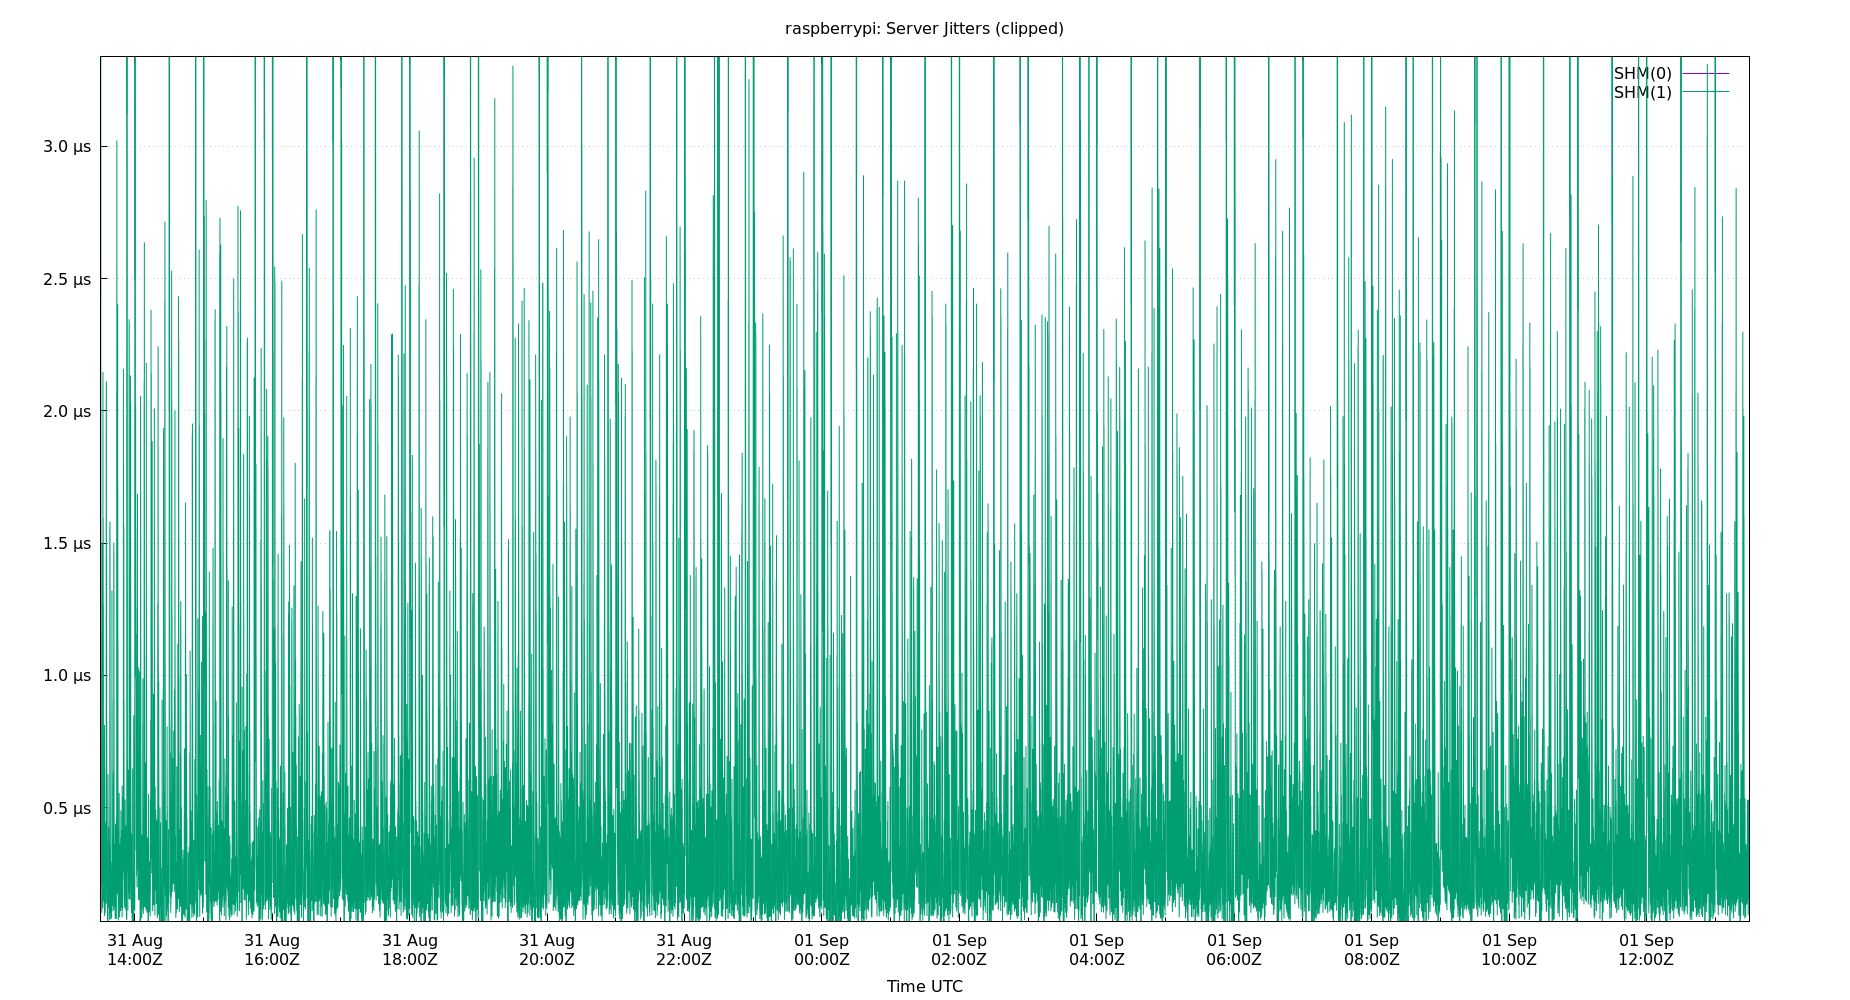 raspberrypi: Server Jitters (clipped)
SHM(0)
SHM(1)
3.0 µs
2.5 µs
2.0 µs
1.5 µs
1.0 µs
0.5 µs
31 Aug 31 Aug 31 Aug 31 Aug 31 Aug 01 Sep 01 Sep 01 Sep 01 Sep 01 Sep 01 Sep 01 Sep
14:00Z 16:00Z 18:00Z 20:00Z 22:00Z 00:00Z 02:00Z 04:00Z 06:00Z 08:00Z 10:00Z 12:00Z
Time UTC